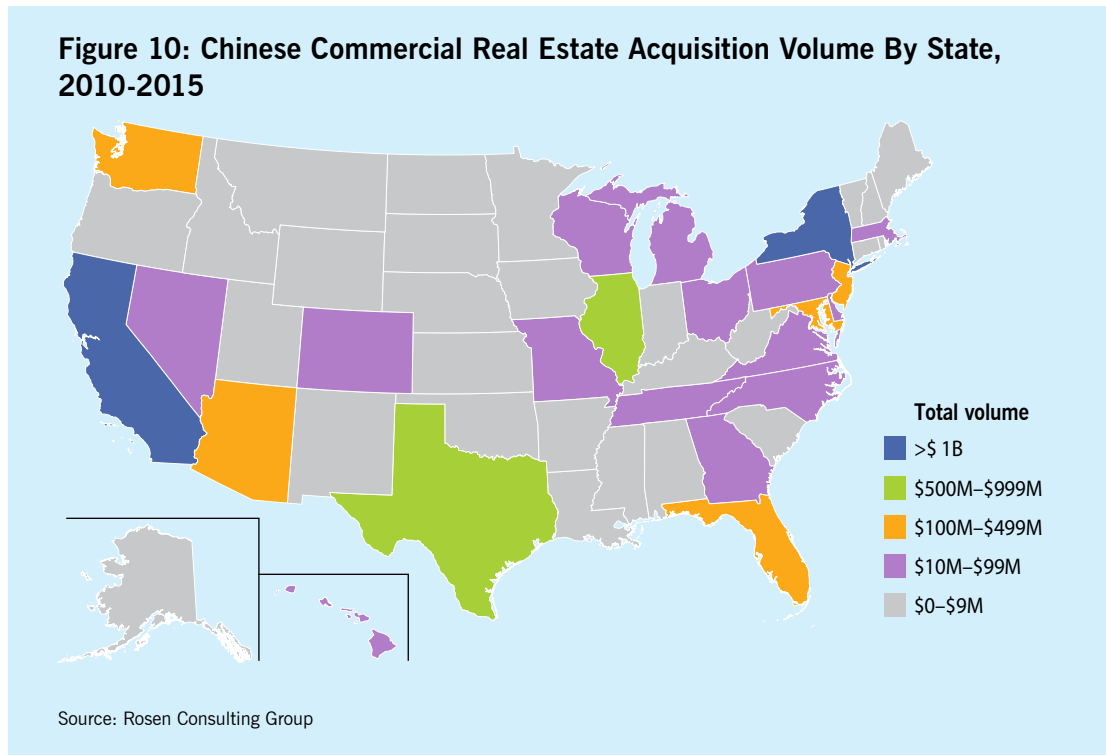 Figure 10: Chinese Commercial Real Estate Acquisition Volume By State,
2010-2015
Total volume
>$ 1B
$500M–$999M
$100M–$499M
$10M–$99M
$0–$9M
Source: Rosen Consulting Group